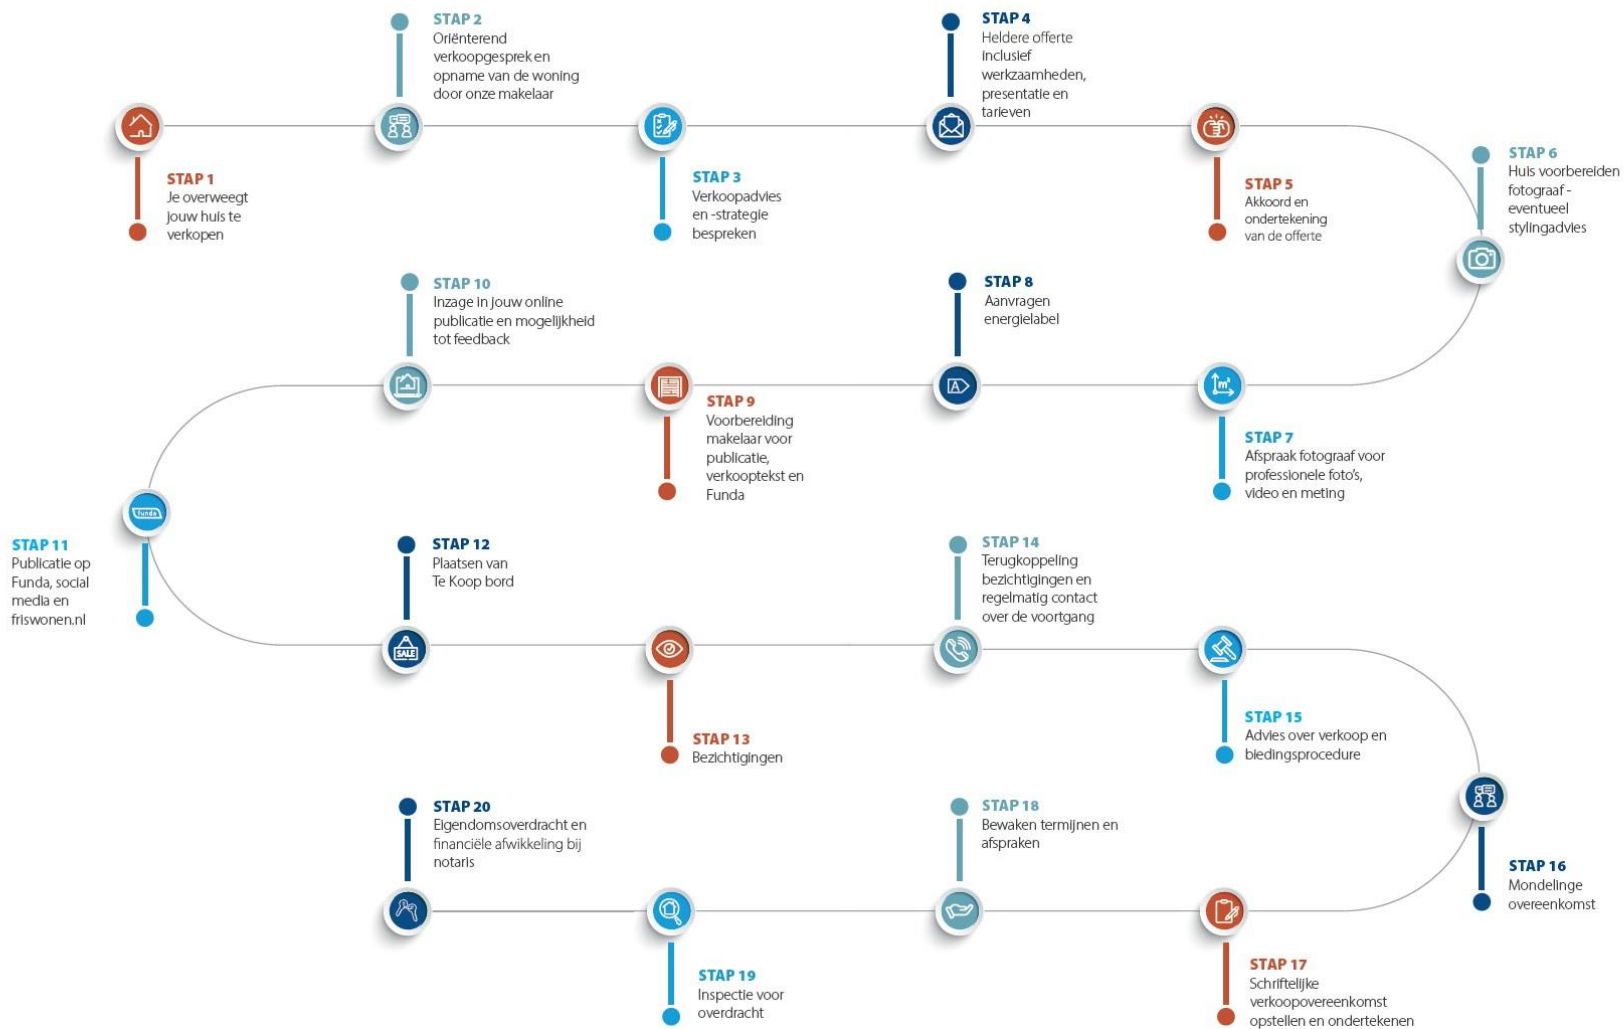 STAP 1
Je overweegt
jouw huis te
verkopen
STAP 2
Oriënterend
verkoopgesprek en
opname van de woning
door onze makelaar
STAP 3
Verkoopadvies
en -strategie
bespreken
STAP 4
Heldere offerte
inclusief
werkzaamheden,
presentatie en
tarieven
STAP 5
Akkoord en
ondertekening
van de offerte
STAP 6
Huis voorbereiden
fotograaf -
eventueel
stylingadvies
m²
STAP 7
Afspraak fotograaf voor
professionele foto's,
video en meting
A
STAP 8
Aanvragen
energielabel
STAP 9
Voorbereiding
makelaar voor
publicatie,
verkooptekst en
Funda
STAP 10
Inzage in jouw online
publicatie en mogelijkheid
tot feedback
funda
STAP 11
Publicatie op
Funda, social
media en
friswonen.nl
STAP 12
Plaatsen van
Te Koop bord
SALE
STAP 13
Bezichtigingen
STAP 14
Terugkoppeling
bezichtigingen en
regelmatig contact
over de voortgang
STAP 15
Advies over verkoop en
biedingsprocedure
STAP 16
Mondelinge
overeenkomst
STAP 17
Schriftelijke
verkoopovereenkomst
opstellen en ondertekenen
STAP 18
Bewaken termijnen en
afspraken
STAP 19
Inspectie voor
overdracht
STAP 20
Eigendomsoverdracht en
financiële afwikkeling bij
notaris